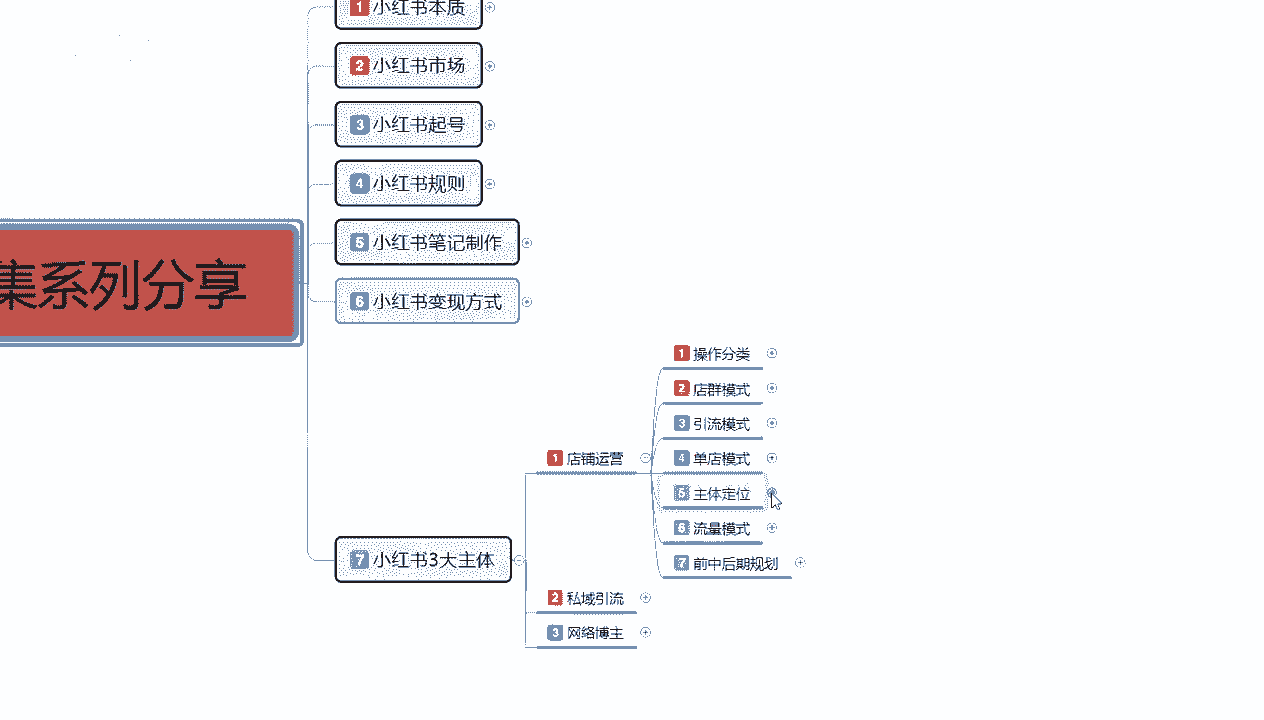 1 小红书本质
2 小红书市场
3 小红书起号
4 小红书规则
5 小红书笔记制作
6 小红书变现方式
集系列分享
7 小红书3大主体
1 店铺运营
1 操作分类
2 店群模式
3 引流模式
4 单店模式
5 主体定位
6 流量模式
7 前中后期规划
2 私域引流
3 网络博主